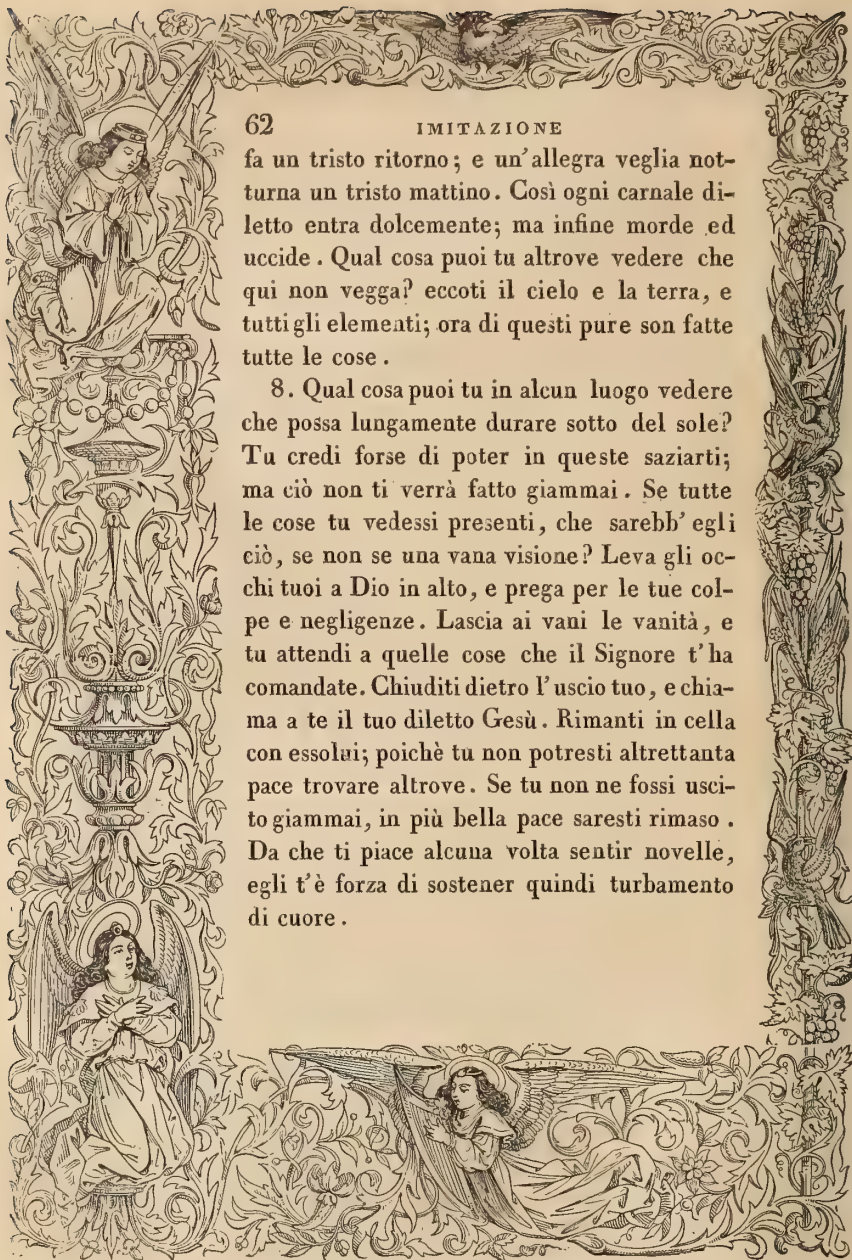 62 IMITAZIONE
fa un tristo ritorno; e un' allegra veglia not-
turna un tristo mattino. Così ogni carnale di-
letto entra dolcemente; ma infine morde ed
uccide. Qual cosa puoi tu altrove vedere che
qui non vegga? eccoti il cielo e la terra, e
tutti gli elementi; ora di questi pure son fatte
tutte le cose.
8. Qual cosa puoi tu in alcun luogo vedere
che possa lungamente durare sotto del sole?
Tu credi forse di poter in queste saziarti;
ma ciò non ti verrà fatto giammai. Se tutte
le cose tu vedessi presenti, che sarebb' egli
ciò, se non se una vana visione? Leva gli oc-
chi tuoi a Dio in alto, e prega per le tue col-
pe e negligenze. Lascia ai vani le vanità, e
tu attendi a quelle cose che il Signore t' ha
comandate. Chiuditi dietro l' uscio tuo, e chia-
ma a te il tuo diletto Gesù. Rimanti in cella
con essolui; poichè tu non potresti altrettanta
pace trovare altrove. Se tu non ne fossi usci-
to giammai, in più bella pace saresti rimaso.
Da che ti piace alcuna volta sentir novelle,
egli t' è forza di sostener quindi turbamento
di cuore.